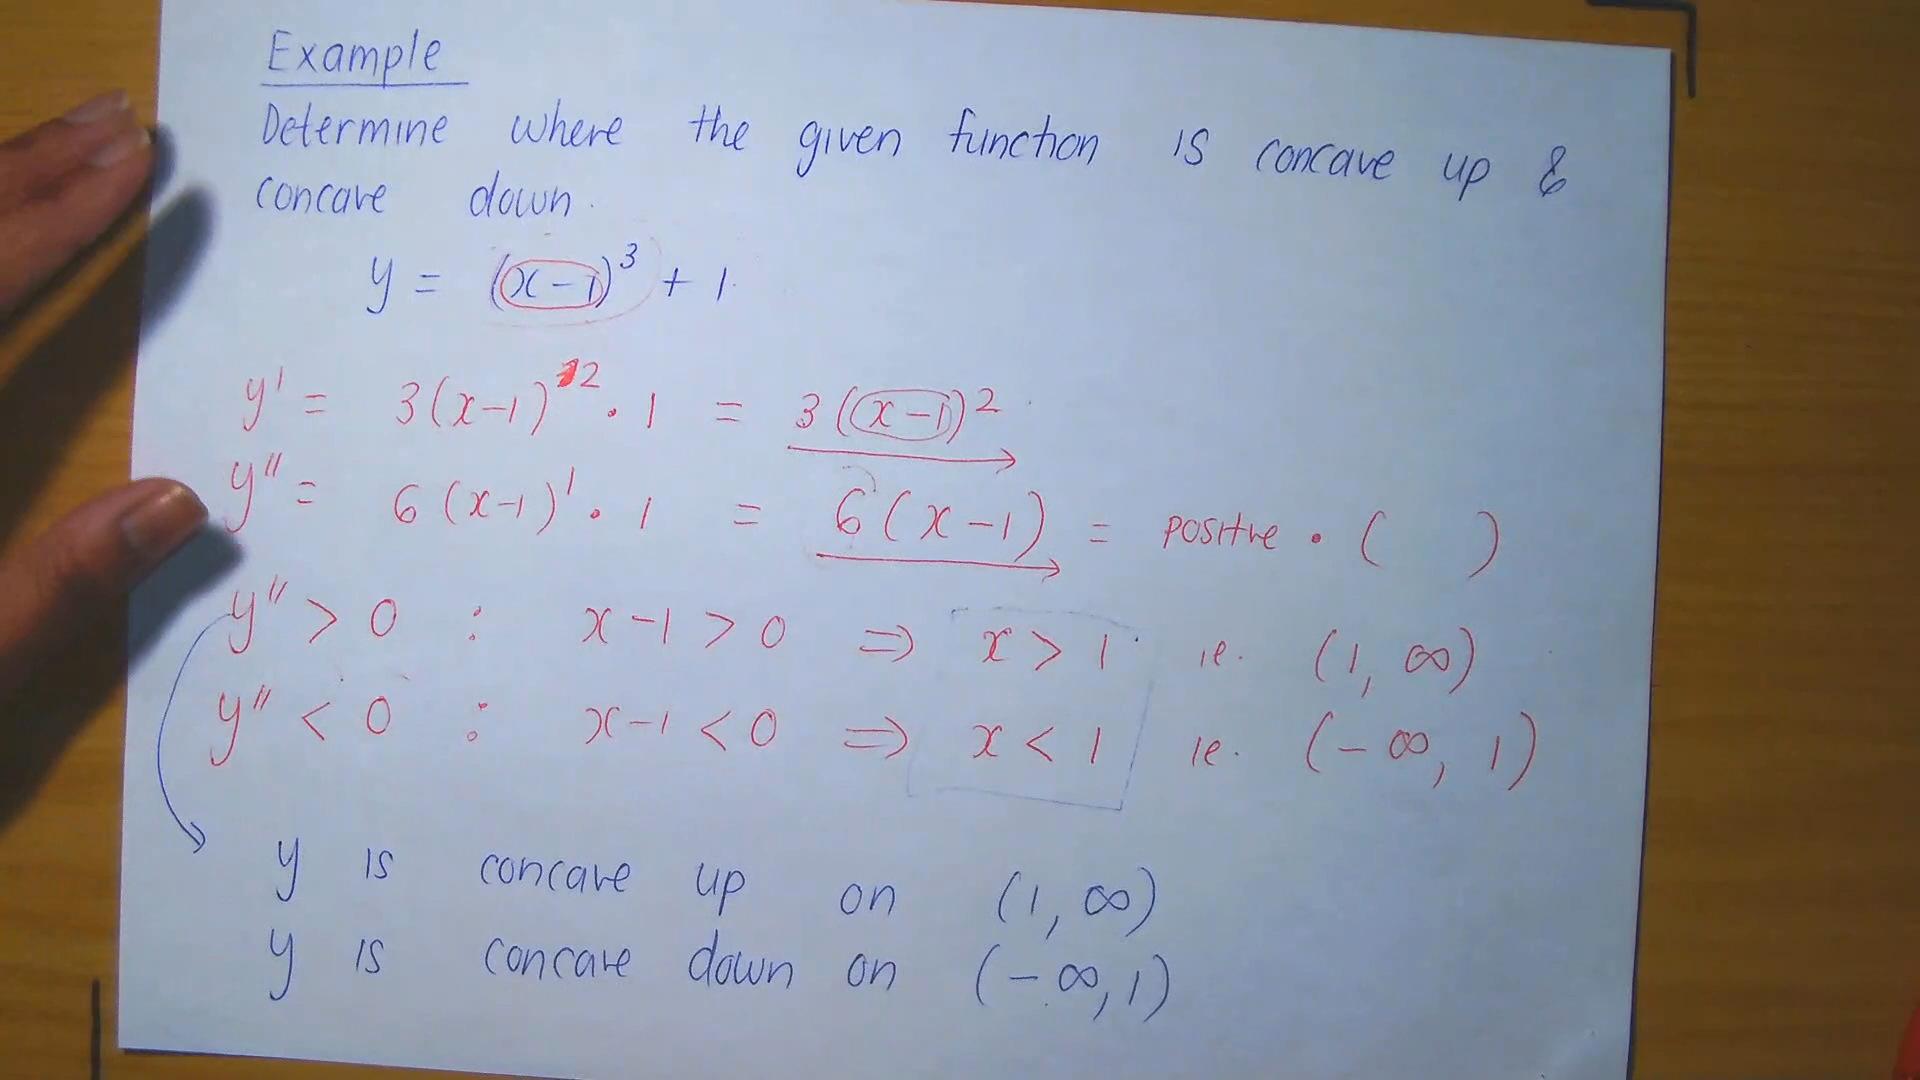 Example
Determine where the given function is concave up &
concave down.
y = (x-1)³ + 1
y' = 3(x-1)² · 1 = 3(x-1)²
y'' = 6(x-1)¹ · 1 = 6(x-1) = positive · ( )
y'' > 0 : x-1 > 0 ⇒ x > 1 ie. (1, ∞)
y'' < 0 : x-1 < 0 ⇒ x < 1 ie. (-∞, 1)
y is concave up on (1, ∞)
y is concave down on (-∞, 1)